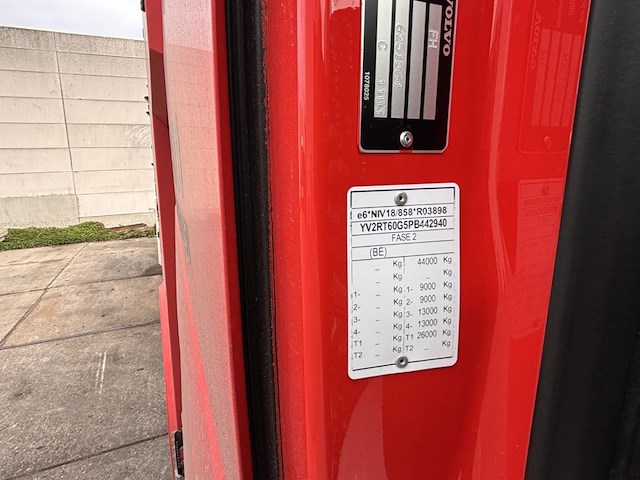 VOLVO
FH
C
1078025
e6*NIV18/858*R03898
YV2RT60G5PB442940
FASE 2
(BE)
– Kg 44000 Kg
– Kg – Kg
1- – Kg 1- 9000 Kg
2- – Kg 2- 9000 Kg
3- – Kg 3- 13000 Kg
4- – Kg 4- 13000 Kg
T1 – Kg T1 26000 Kg
T2 – Kg T2 – Kg